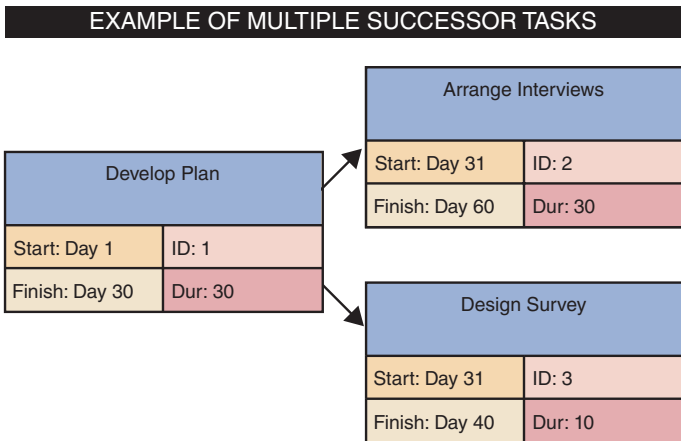 EXAMPLE OF MULTIPLE SUCCESSOR TASKS
Develop Plan
Start: Day 1
ID: 1
Finish: Day 30
Dur: 30
Arrange Interviews
Start: Day 31
ID: 2
Finish: Day 60
Dur: 30
Design Survey
Start: Day 31
ID: 3
Finish: Day 40
Dur: 10